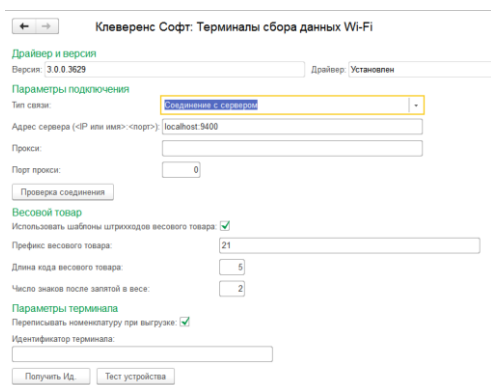 Клеверенс Софт: Терминалы сбора данных Wi-Fi
Драйвер и версия
Версия: 3.0.0.3629 Драйвер: Установлен
Параметры подключения
Тип связи: Соединение с сервером
Адрес сервера (<IP или имя>:<порт>): localhost:9400
Прокси:
Порт прокси: 0
Проверка соединения
Весовой товар
Использовать шаблоны штрихкодов весового товара:
Префикс весового товара: 21
Длина кода весового товара: 5
Число знаков после запятой в весе: 2
Параметры терминала
Переписывать номенклатуру при выгрузке:
Идентификатор терминала:
Получить Ид. Тест устройства